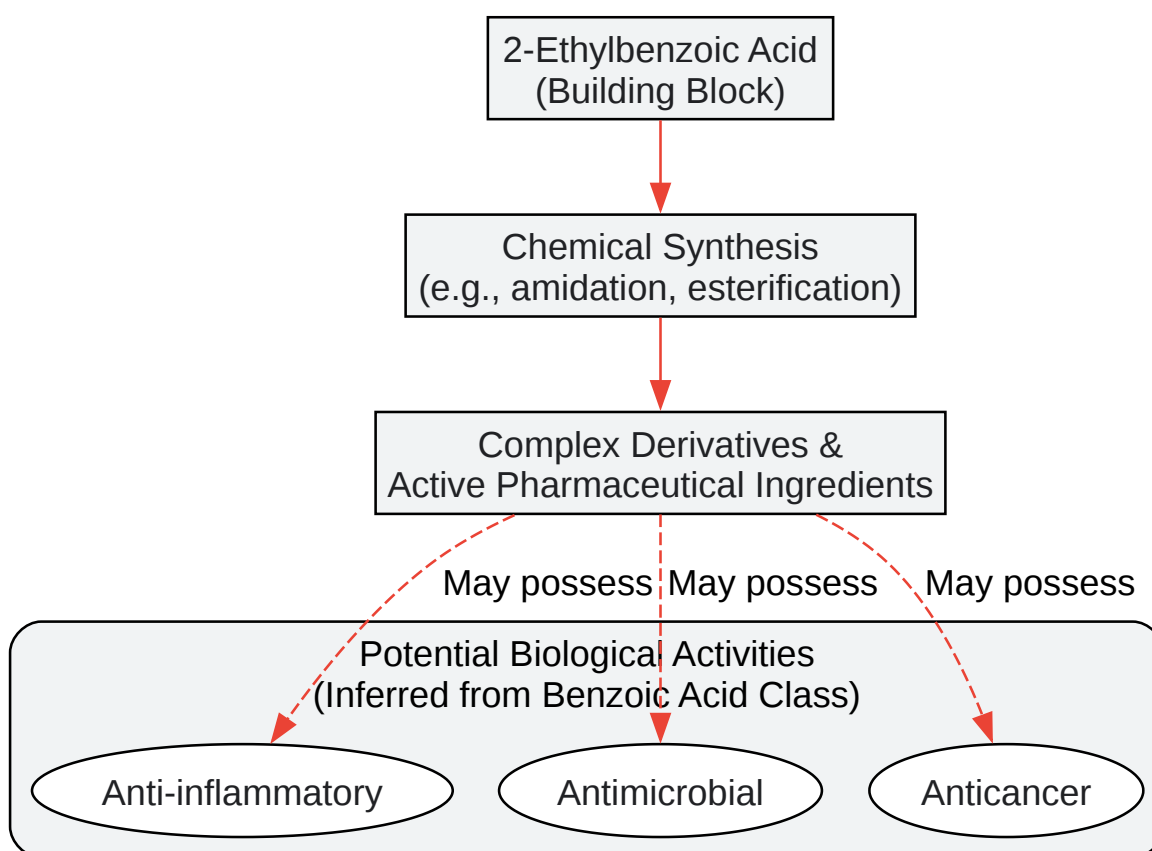 2-Ethylbenzoic Acid
(Building Block)
Chemical Synthesis
(e.g., amidation, esterification)
Complex Derivatives &
Active Pharmaceutical Ingredients
May possess
May possess
May possess
Potential Biological Activities
(Inferred from Benzoic Acid Class)
Anti-inflammatory
Antimicrobial
Anticancer